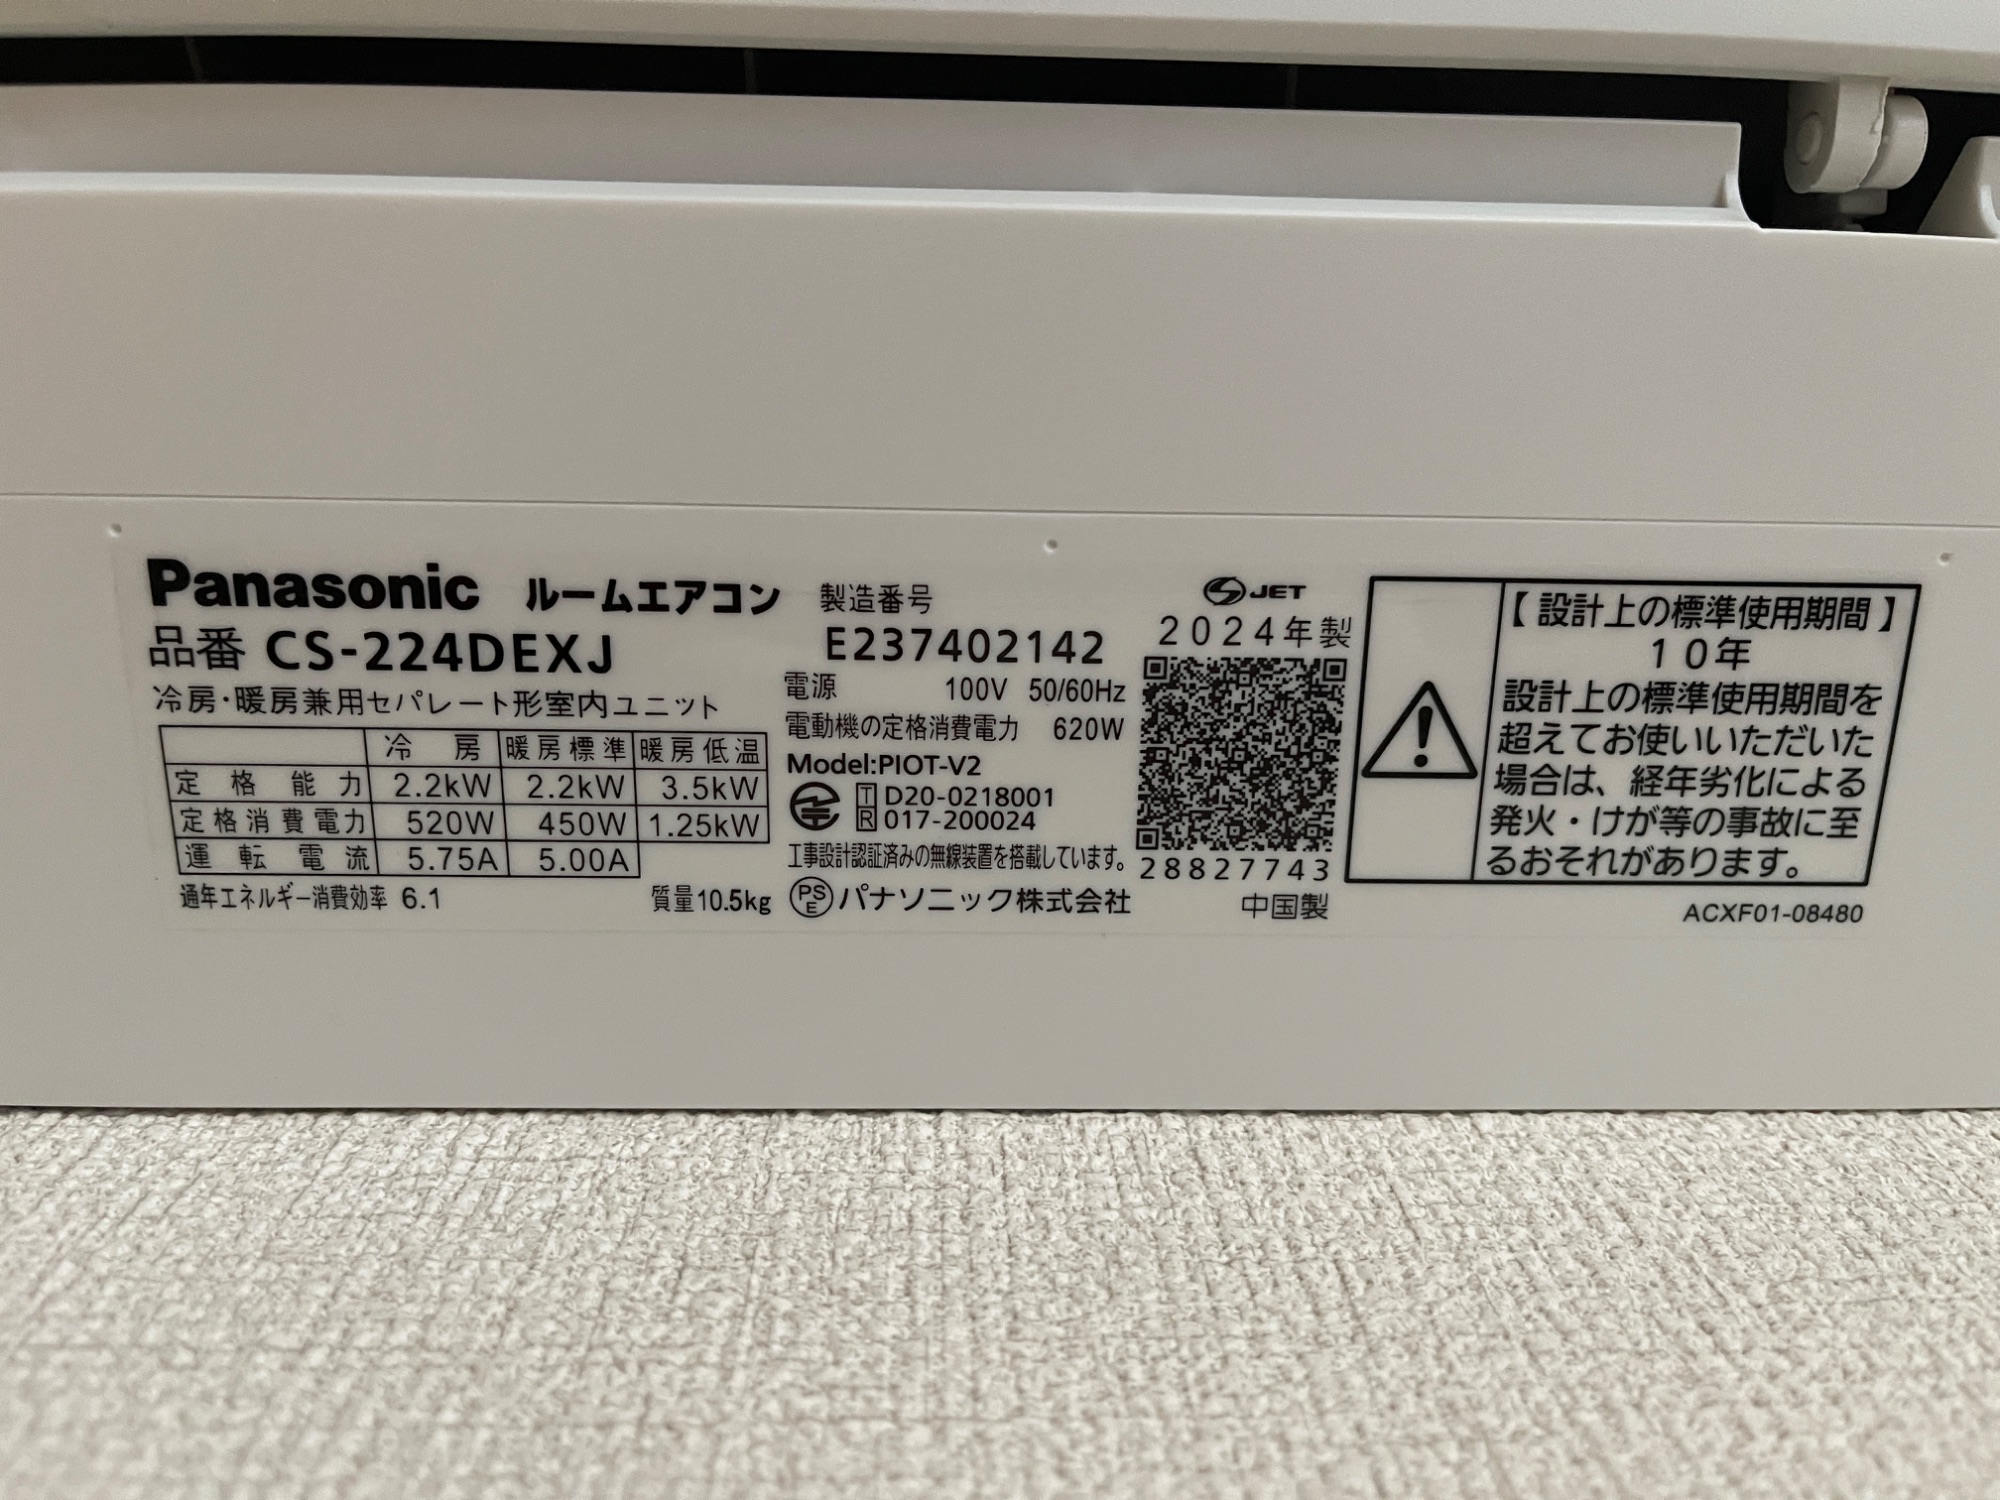 Panasonic ルームエアコン
品番 CS-224DEXJ
冷房・暖房兼用セパレート形室内ユニット
冷房 暖房標準 暖房低温
定格能力 2.2kW 2.2kW 3.5kW
定格消費電力 520W 450W 1.25kW
運転電流 5.75A 5.00A
通年エネルギー消費効率 6.1 質量10.5kg
製造番号
E237402142
電源 100V 50/60Hz
電動機の定格消費電力 620W
Model:PIOT-V2
T D20-0218001
R 017-200024
工事設計認証済みの無線装置を搭載しています。
PSE パナソニック株式会社
JET
2024年製
28827743
中国製
【設計上の標準使用期間】
10年
設計上の標準使用期間を
超えてお使いいただいた
場合は、経年劣化による
発火・けが等の事故に至
るおそれがあります。
ACXF01-08480